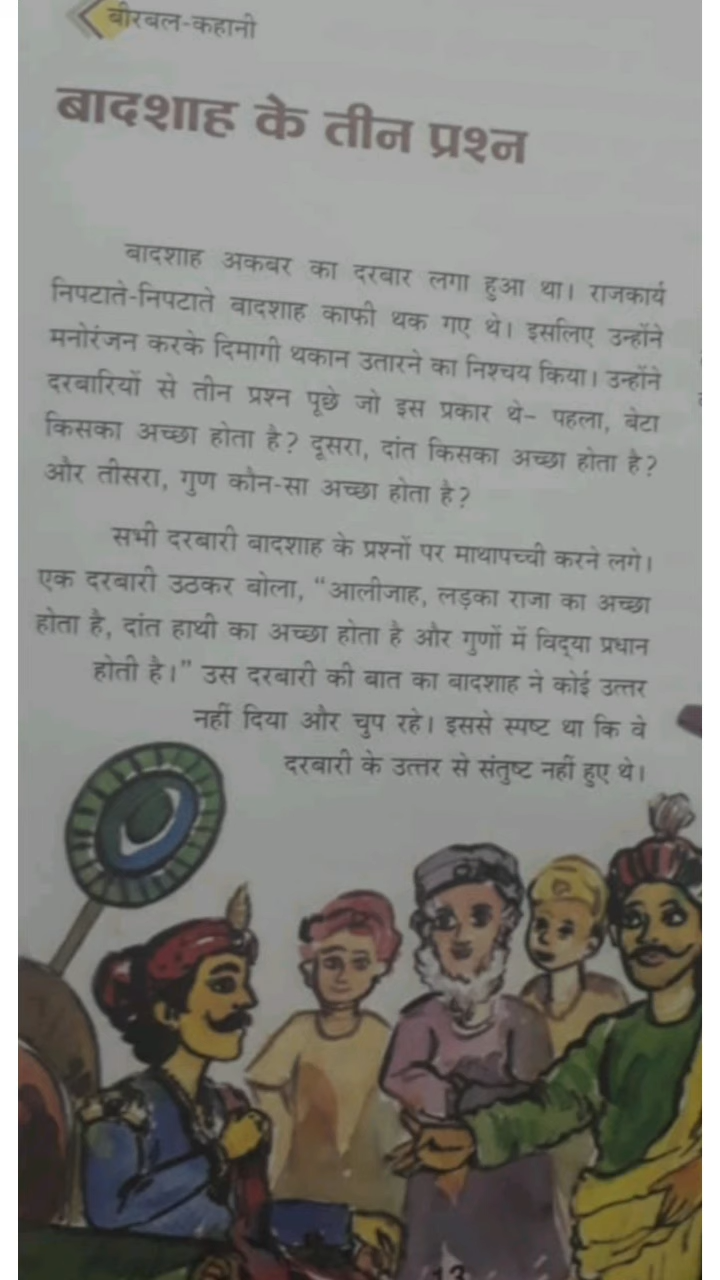 बीरबल-कहानी
बादशाह के तीन प्रश्न
बादशाह अकबर का दरबार लगा हुआ था। राजकार्य
निपटाते-निपटाते बादशाह काफी थक गए थे। इसलिए उन्होंने
मनोरंजन करके दिमागी थकान उतारने का निश्चय किया। उन्होंने
दरबारियों से तीन प्रश्न पूछे जो इस प्रकार थे- पहला, बेटा
किसका अच्छा होता है? दूसरा, दांत किसका अच्छा होता है?
और तीसरा, गुण कौन-सा अच्छा होता है?
सभी दरबारी बादशाह के प्रश्नों पर माथापच्ची करने लगे।
एक दरबारी उठकर बोला, “आलीजाह, लड़का राजा का अच्छा
होता है, दांत हाथी का अच्छा होता है और गुणों में विद्‌या प्रधान
होती है।” उस दरबारी की बात का बादशाह ने कोई उत्तर
नहीं दिया और चुप रहे। इससे स्पष्ट था कि वे
दरबारी के उत्तर से संतुष्ट नहीं हुए थे।
13